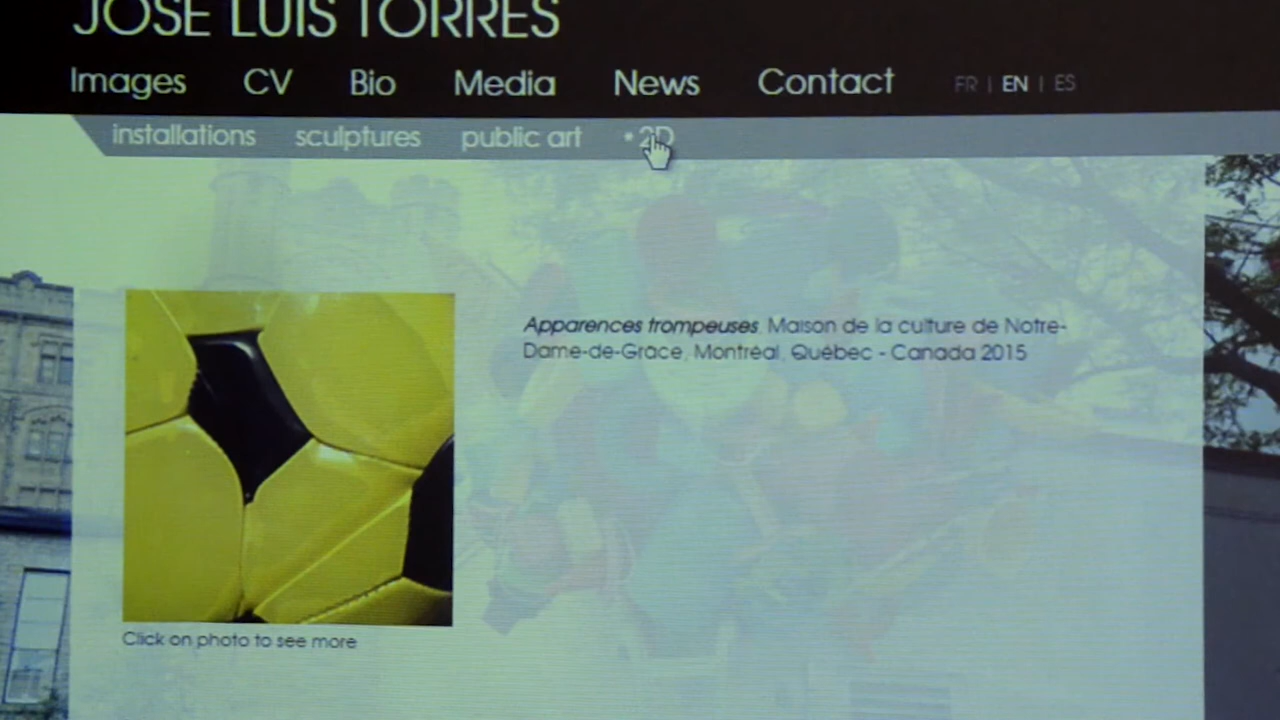 JOSE LUIS TORRES
Images CV Bio Media News Contact FR | EN | ES
installations sculptures public art • 2D
Apparences trompeuses, Maison de la culture de Notre-
Dame-de-Grâce, Montréal, Québec - Canada 2015
Click on photo to see more